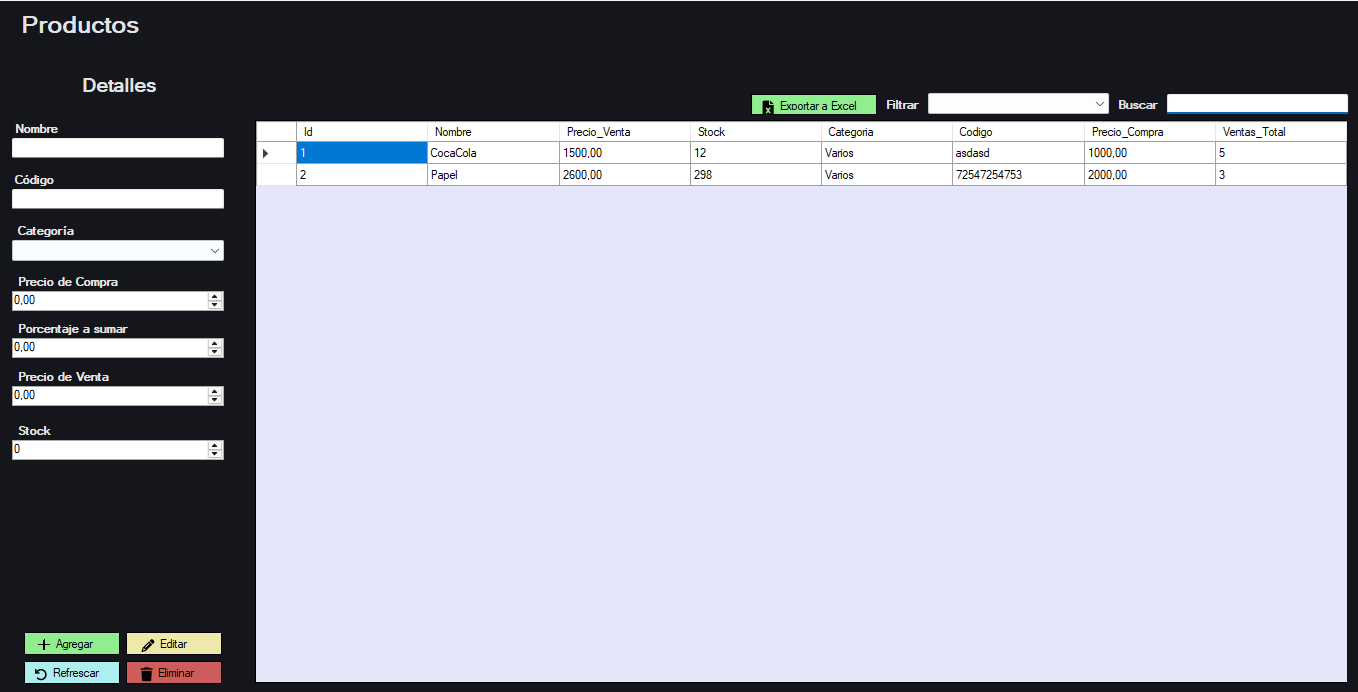 Productos
Detalles
Exportar a Excel Filtrar Buscar
Nombre
Código
Categoría
Precio de Compra
0,00
Porcentaje a sumar
0,00
Precio de Venta
0,00
Stock
0
Agregar Editar
Refrescar Eliminar
Id Nombre Precio_Venta Stock Categoria Codigo Precio_Compra Ventas_Total
1 CocaCola 1500,00 12 Varios asdasd 1000,00 5
2 Papel 2600,00 298 Varios 72547254753 2000,00 3